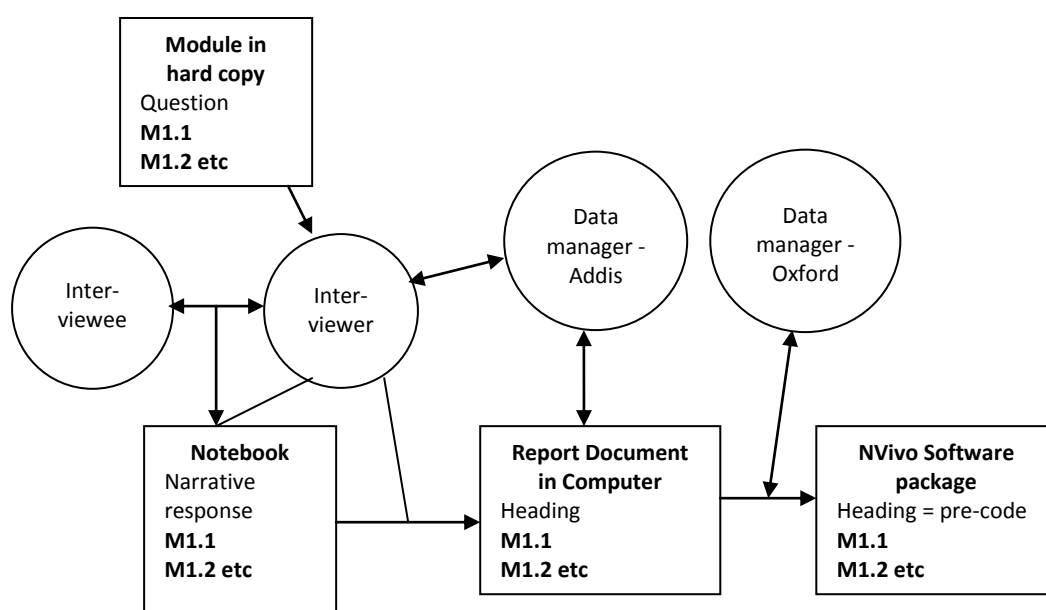 Module in
hard copy
Question
M1.1
M1.2 etc
Inter-
viewee
Inter-
viewer
Data
manager -
Addis
Data
manager -
Oxford
Notebook
Narrative
response
M1.1
M1.2 etc
Report Document
in Computer
Heading
M1.1
M1.2 etc
NVivo Software
package
Heading = pre-code
M1.1
M1.2 etc